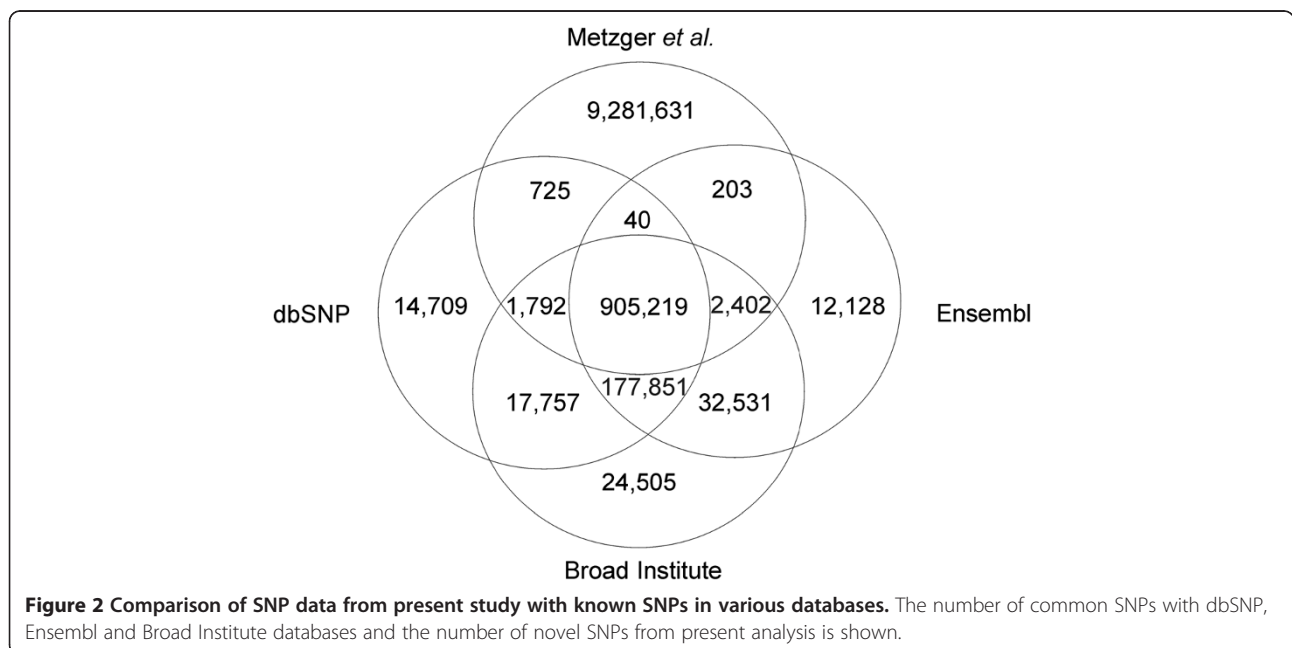 Metzger et al.
9,281,631
725
203
40
dbSNP
14,709
1,792
905,219
2,402
12,128
Ensembl
17,757
177,851
32,531
24,505
Broad Institute
Figure 2 Comparison of SNP data from present study with known SNPs in various databases. The number of common SNPs with dbSNP,
Ensembl and Broad Institute databases and the number of novel SNPs from present analysis is shown.